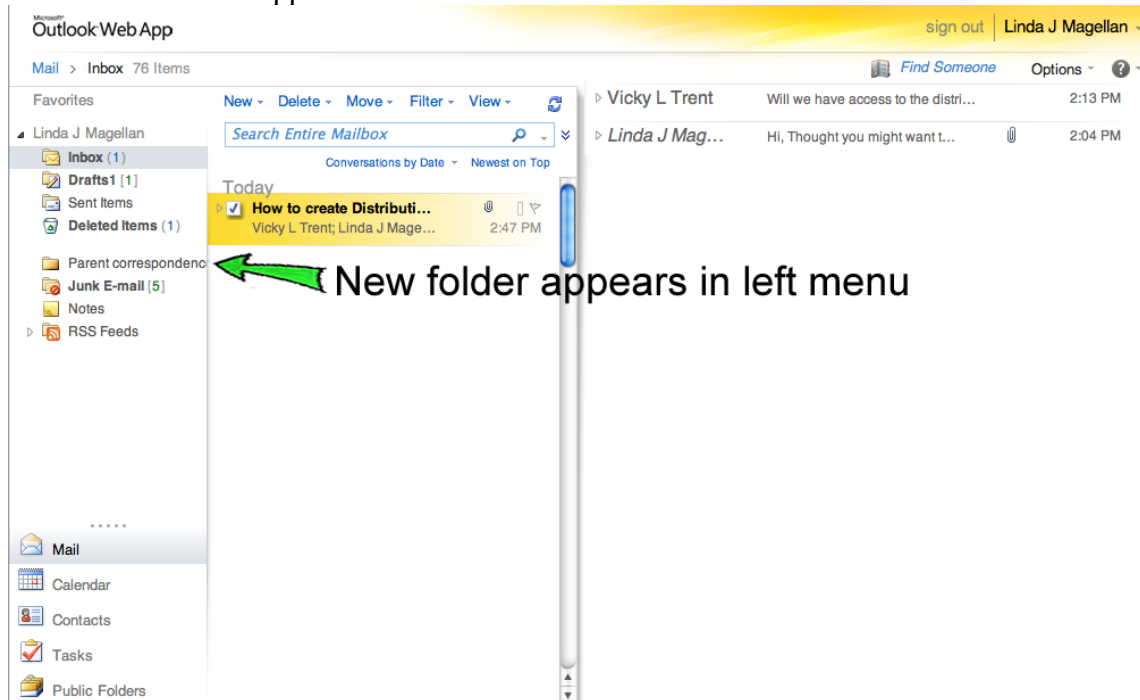 Microsoft®
Outlook Web App
sign out
Linda J Magellan
Mail > Inbox 76 Items
Find Someone
Options
?
Favorites
Linda J Magellan
Inbox (1)
Drafts1 [1]
Sent Items
Deleted Items (1)
Parent correspondenc
Junk E-mail [5]
Notes
RSS Feeds
New Delete Move Filter View
Search Entire Mailbox
Conversations by Date Newest on Top
Today
How to create Distributi...
Vicky L Trent; Linda J Mage... 2:47 PM
Vicky L Trent Will we have access to the distri... 2:13 PM
Linda J Mag... Hi, Thought you might want t... 2:04 PM
New folder appears in left menu
Mail
Calendar
Contacts
Tasks
Public Folders